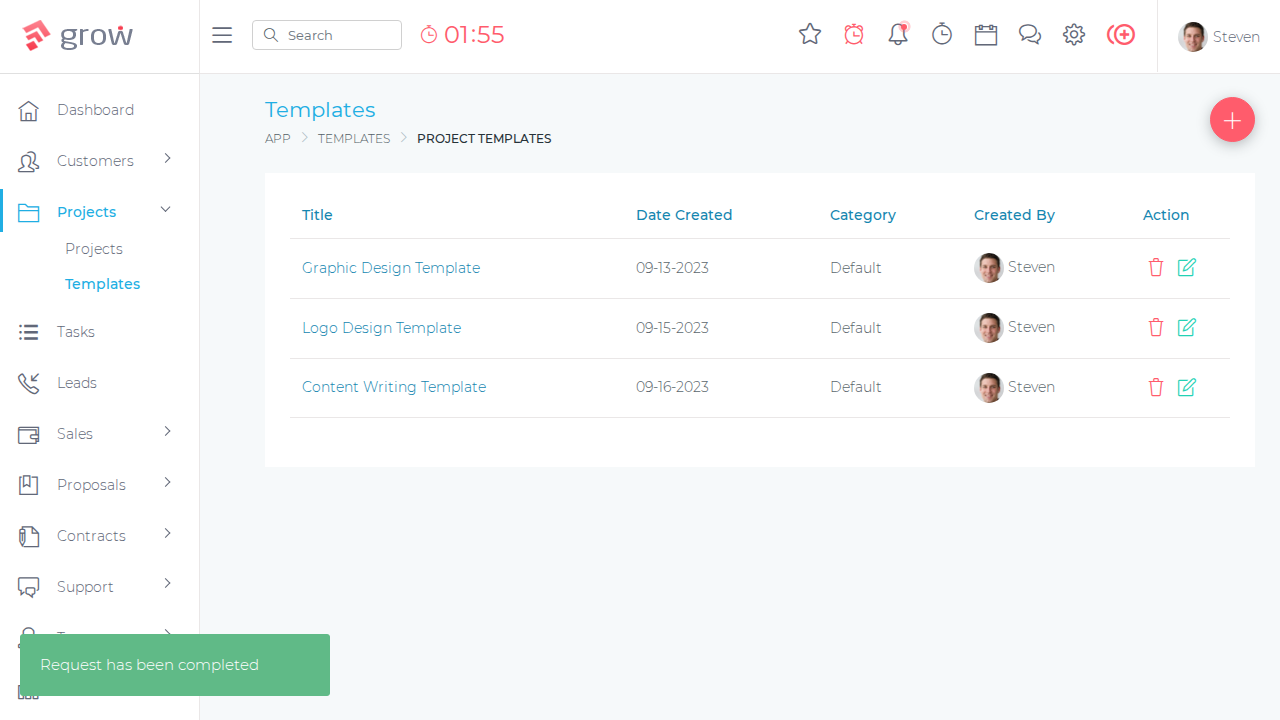 grow
Search
01:55
Steven
Dashboard
Customers
Projects
Projects
Templates
Tasks
Leads
Sales
Proposals
Contracts
Support
Templates
APP
TEMPLATES
PROJECT TEMPLATES
Title Date Created Category Created By Action
Graphic Design Template 09-13-2023 Default Steven
Logo Design Template 09-15-2023 Default Steven
Content Writing Template 09-16-2023 Default Steven
Request has been completed